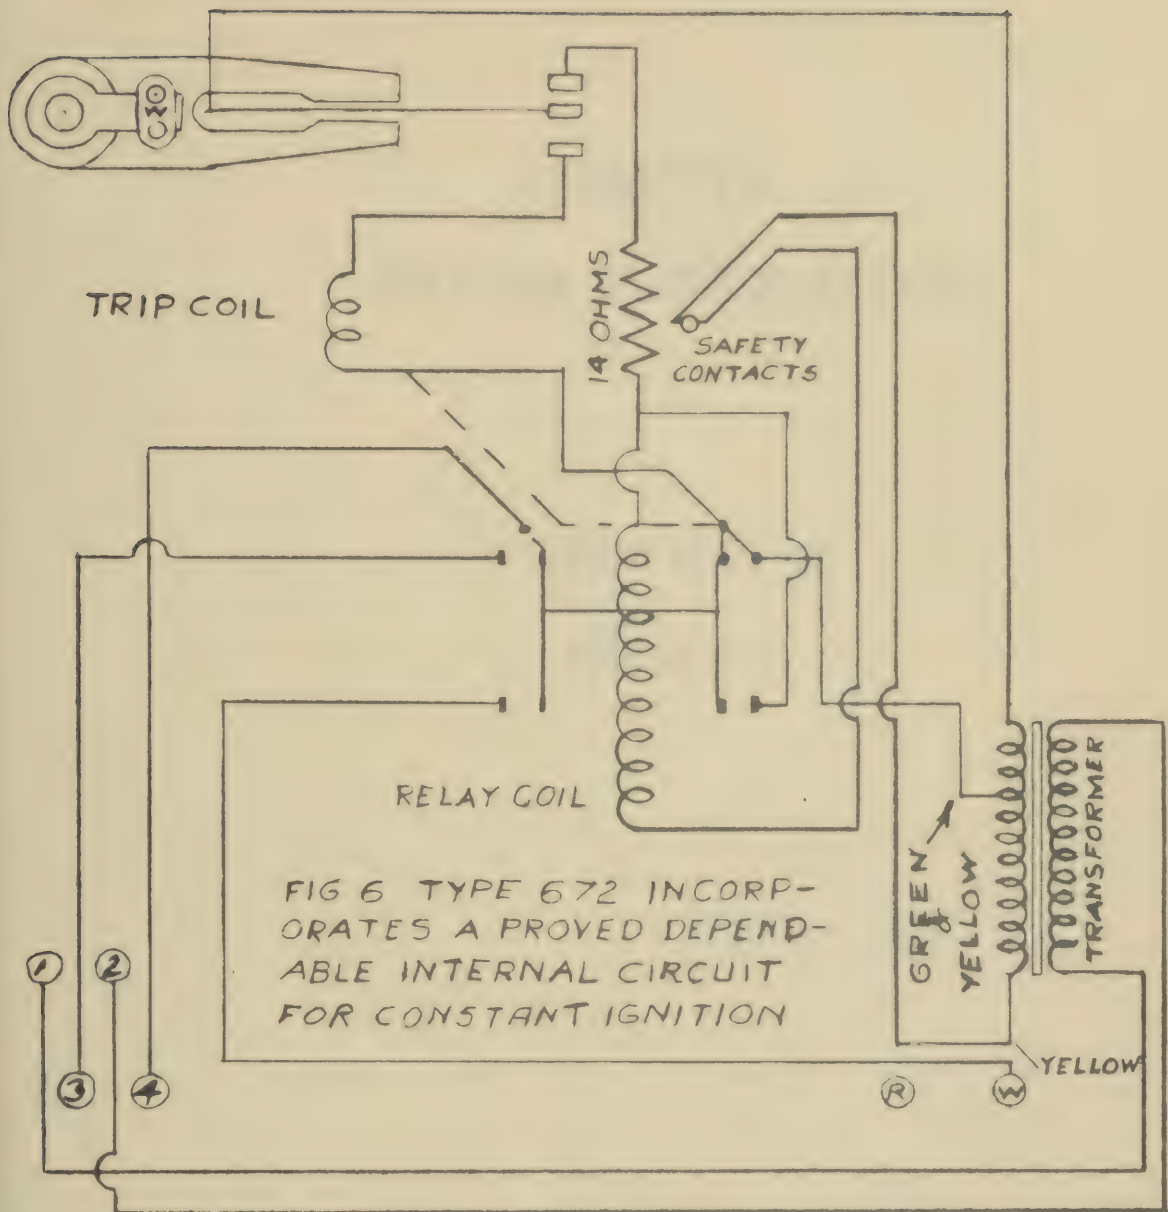 TRIP COIL
14 OHMS
SAFETY
CONTACTS
RELAY COIL
GREEN
YELLOW
TRANSFORMER
FIG 6 TYPE 672 INCORP-
ORATES A PROVED DEPEND-
ABLE INTERNAL CIRCUIT
FOR CONSTANT IGNITION
1 2
YELLOW
3 4 R W